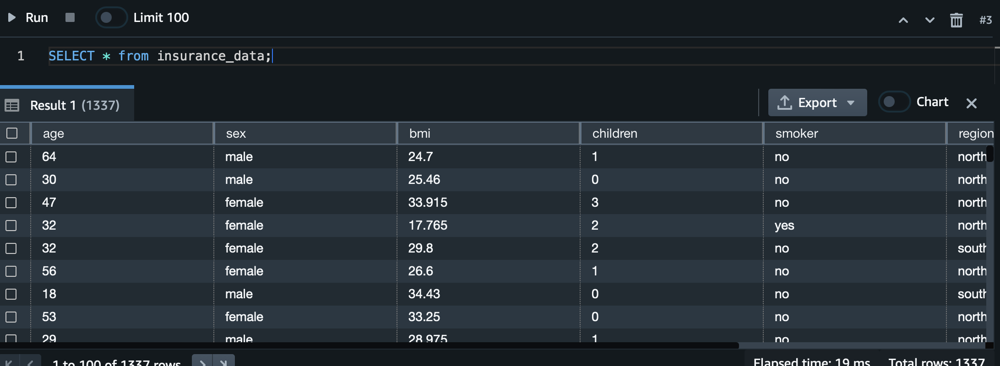 Run Limit 100 #3
1 SELECT * from insurance_data;
Result 1 (1337) Export Chart
age sex bmi children smoker region
64 male 24.7 1 no north
30 male 25.46 0 no north
47 female 33.915 3 no north
32 female 17.765 2 yes north
32 female 29.8 2 no south
56 female 26.6 1 no north
18 male 34.43 0 no south
53 female 33.25 0 no north
29 male 28.975 1 no north
1 to 100 of 1337 rows Elapsed time: 19 ms Total rows: 1337